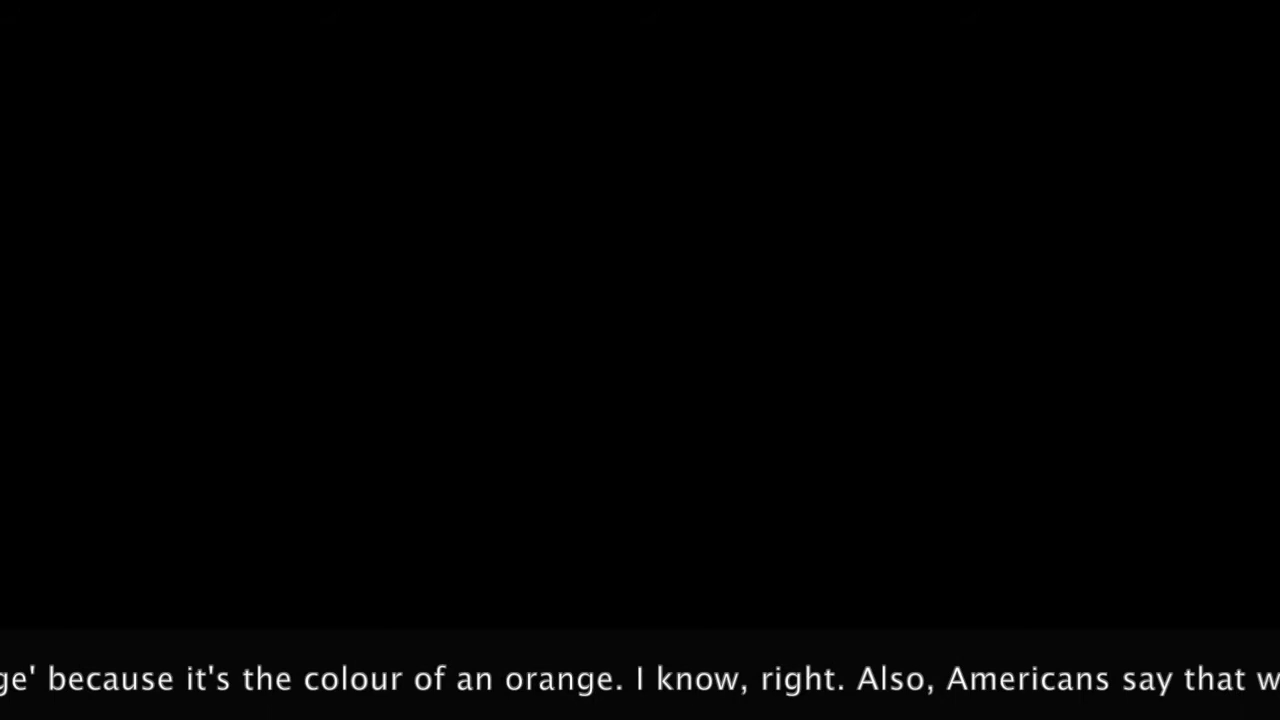 ge' because it's the colour of an orange. I know, right. Also, Americans say that w